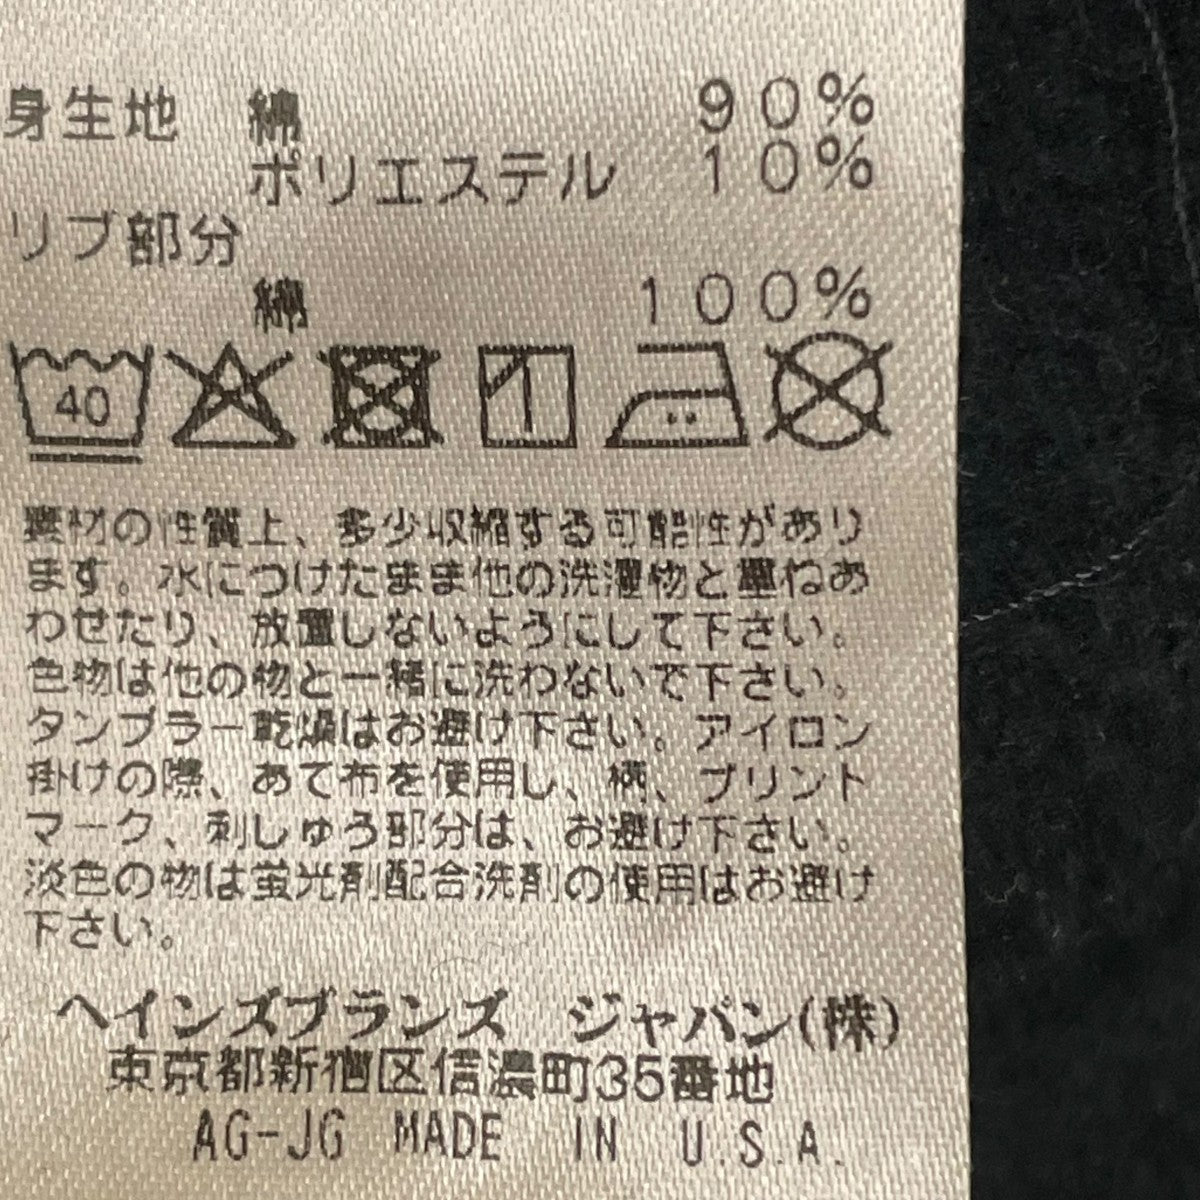 身生地 綿 90%
ポリエステル 10%
リブ部分
綿 100%
40
素材の性質上、多少収縮する可能性があり
ます。水につけたまま他の洗濯物と重ねあ
わせたり、放置しないようにして下さい。
色物は他の物と一緒に洗わないで下さい。
タンブラー乾燥はお避け下さい。アイロン
掛けの際、あて布を使用し、柄、プリント
マーク、刺しゅう部分は、お避け下さい。
淡色の物は蛍光剤配合洗剤の使用はお避け
下さい。
ヘインズブランズ ジャパン(株)
東京都新宿区信濃町35番地
AG-JG MADE IN U.S.A.